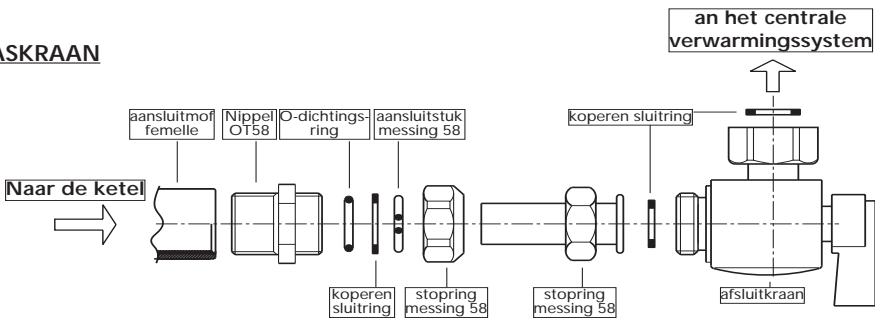 an het centrale
verwarmingssystem
ASKRAAN
aansluitmof
femelle
Nippel
OT58
O-dichtings-
ring
aansluitstuk
messing 58
koperen sluitring
Naar de ketel
koperen
sluitring
stopring
messing 58
stopring
messing 58
afsluitkraan